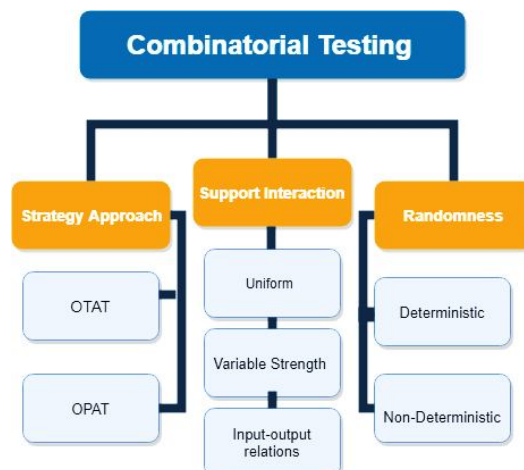 Combinatorial Testing
Strategy Approach
Support Interaction
Randomness
OTAT
OPAT
Uniform
Variable Strength
Input-output
relations
Deterministic
Non-Deterministic